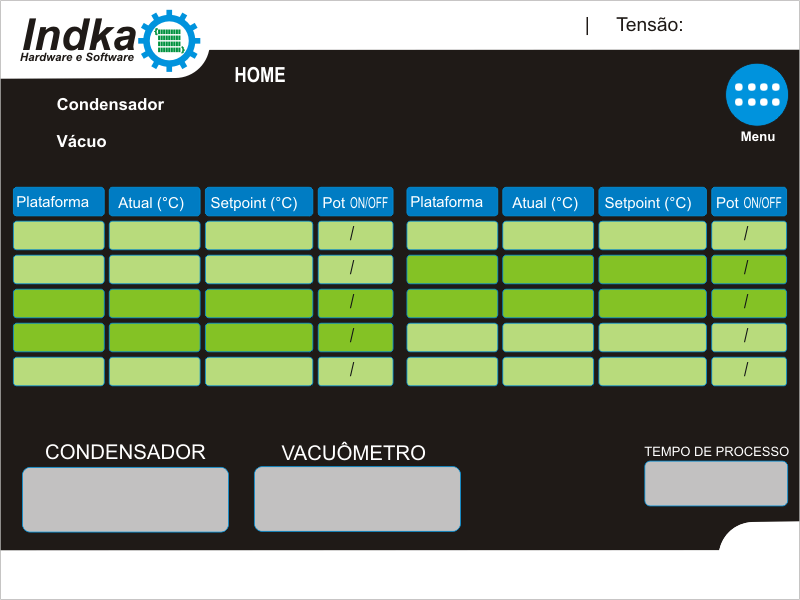 Indka
Hardware e Software
| Tensão:
HOME
Condensador
Vácuo
Menu
Plataforma Atual (°C) Setpoint (°C) Pot ON/OFF Plataforma Atual (°C) Setpoint (°C) Pot ON/OFF
/ /
/ /
/ /
/ /
/ /
CONDENSADOR VACUÔMETRO TEMPO DE PROCESSO